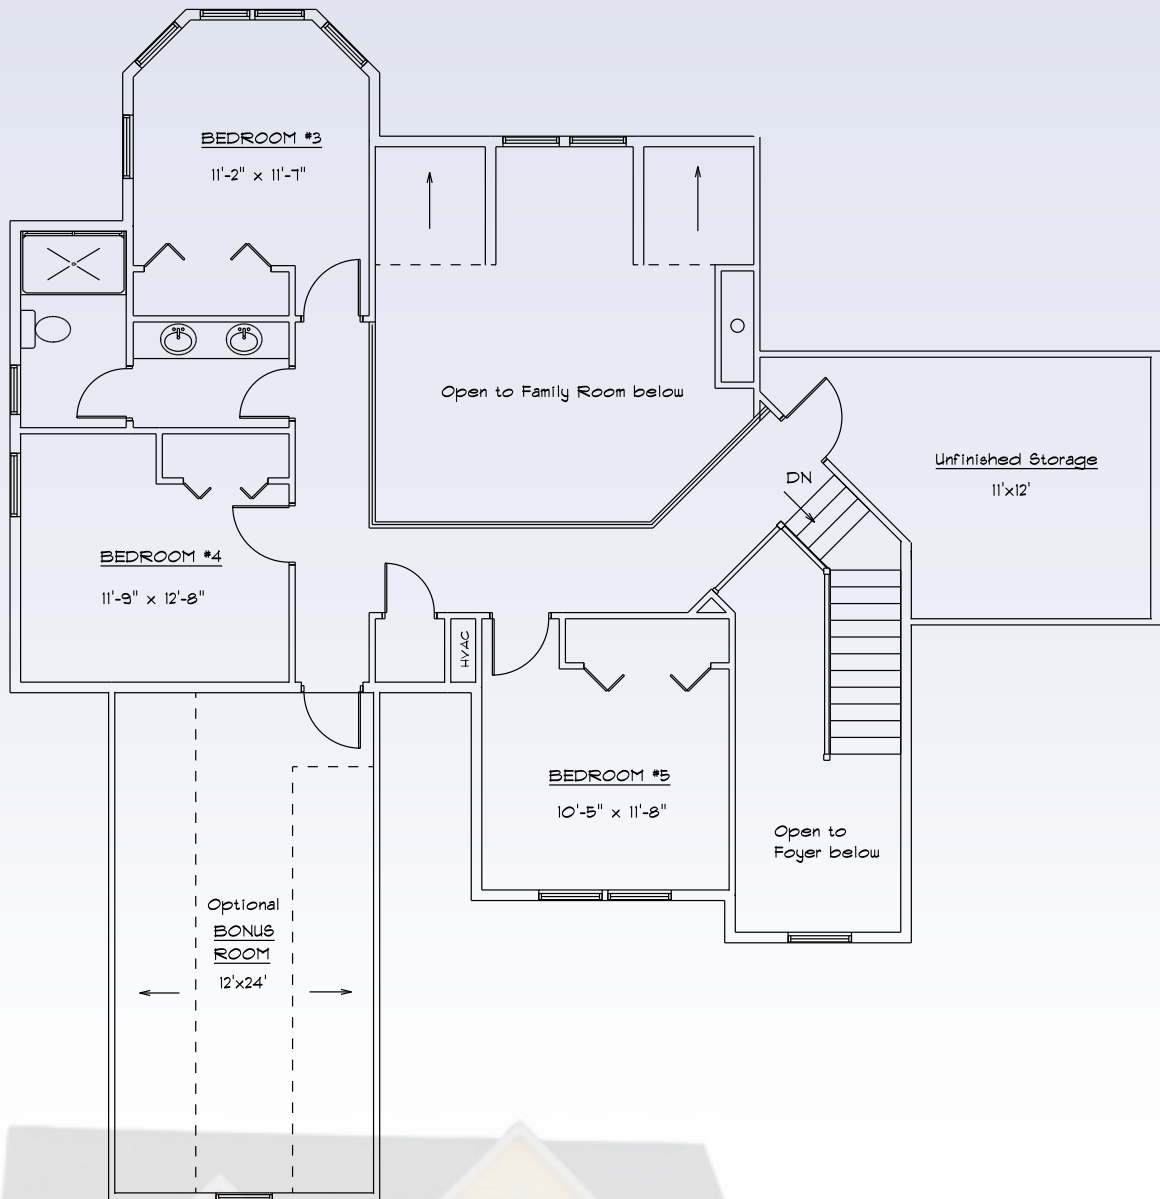 BEDROOM #3
11'-2" x 11'-7"
Open to Family Room below
Unfinished Storage
11'x12'
DN
BEDROOM #4
11'-9" x 12'-8"
HVAC
BEDROOM #5
10'-5" x 11'-8"
Open to
Foyer below
Optional
BONUS
ROOM
12'x24'